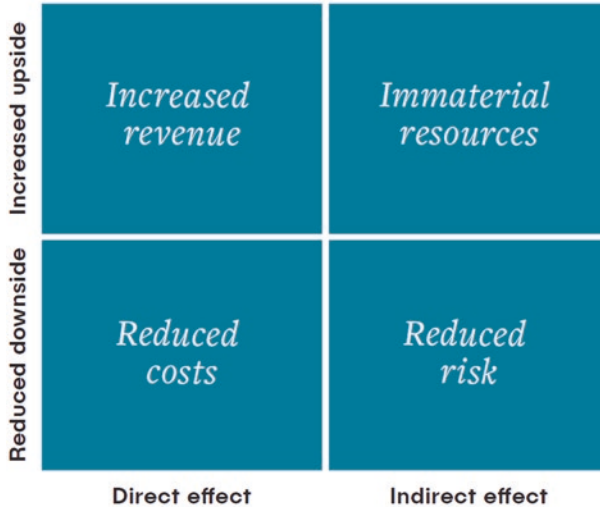 Increased upside
Increased
revenue
Immaterial
resources
Reduced downside
Reduced
costs
Reduced
risk
Direct effect
Indirect effect